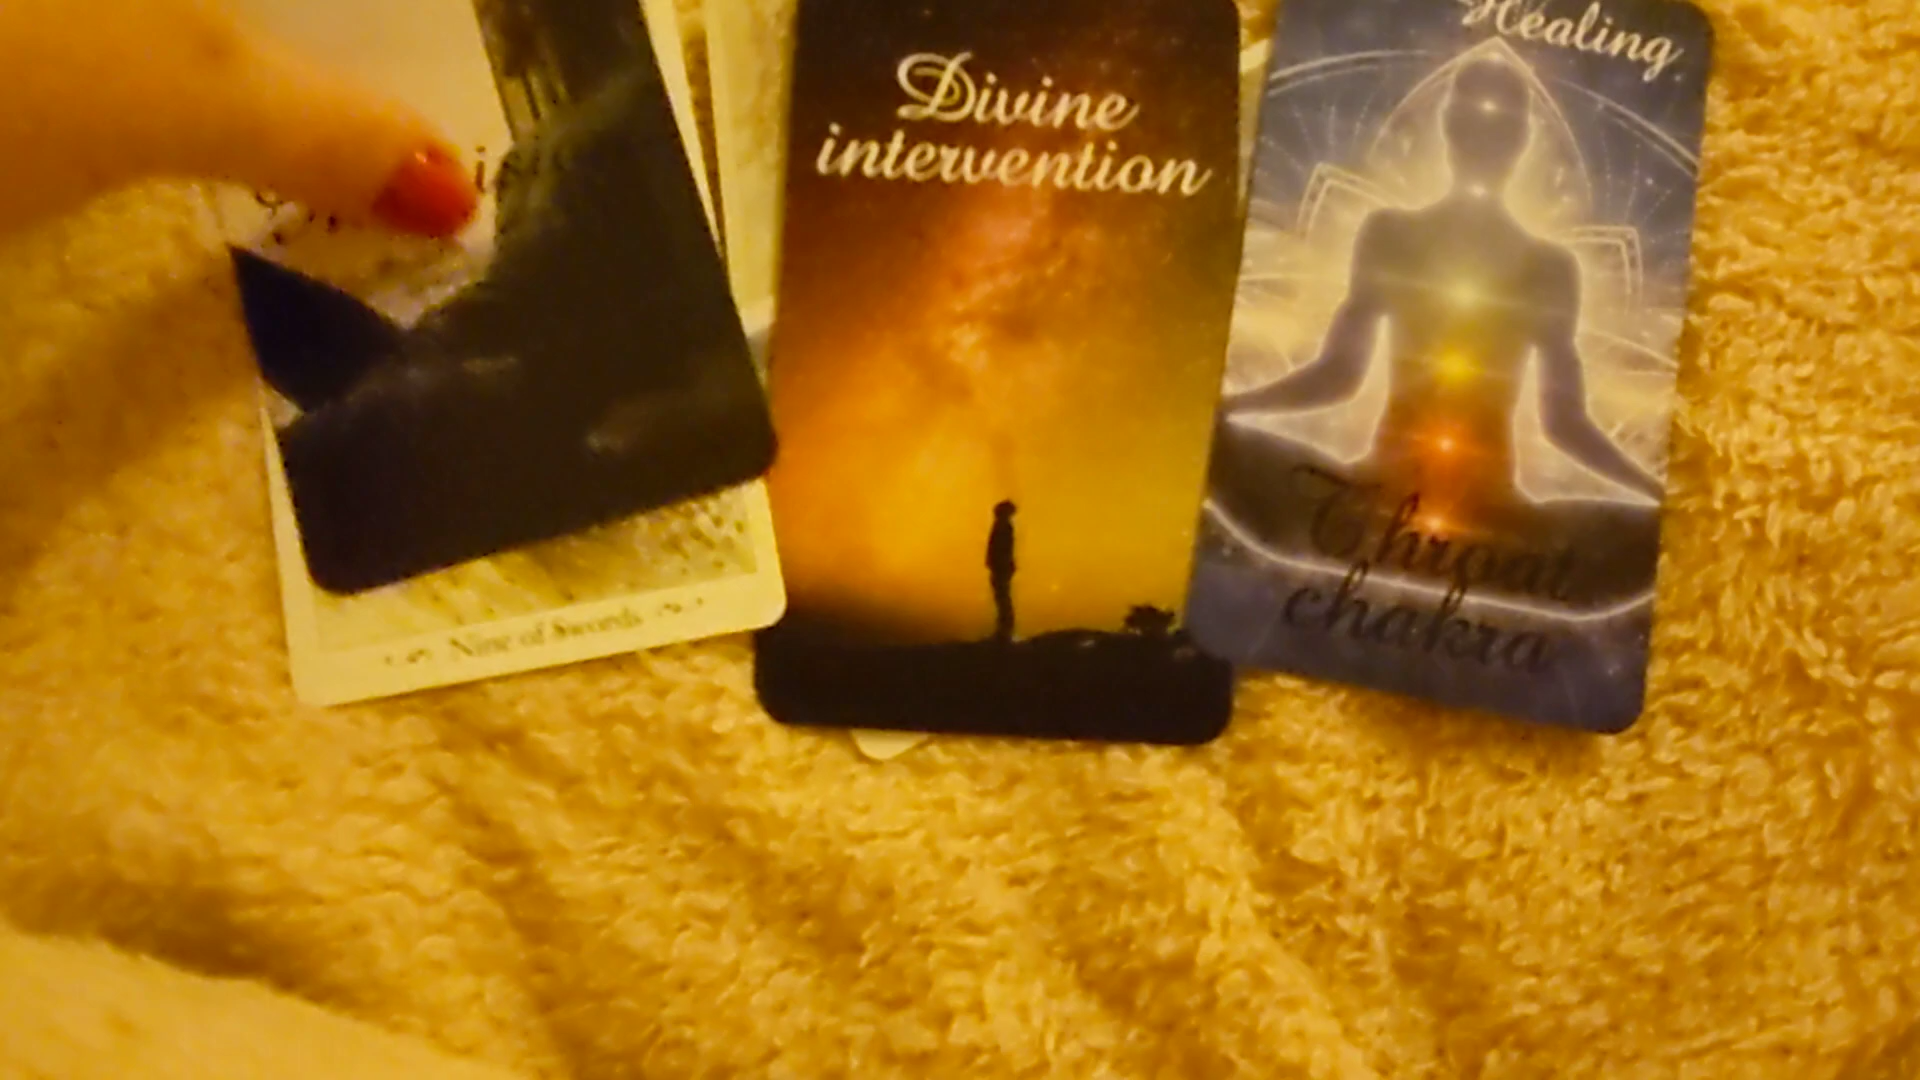 Divine
intervention
Healing
Throat
chakra
Nine of Swords